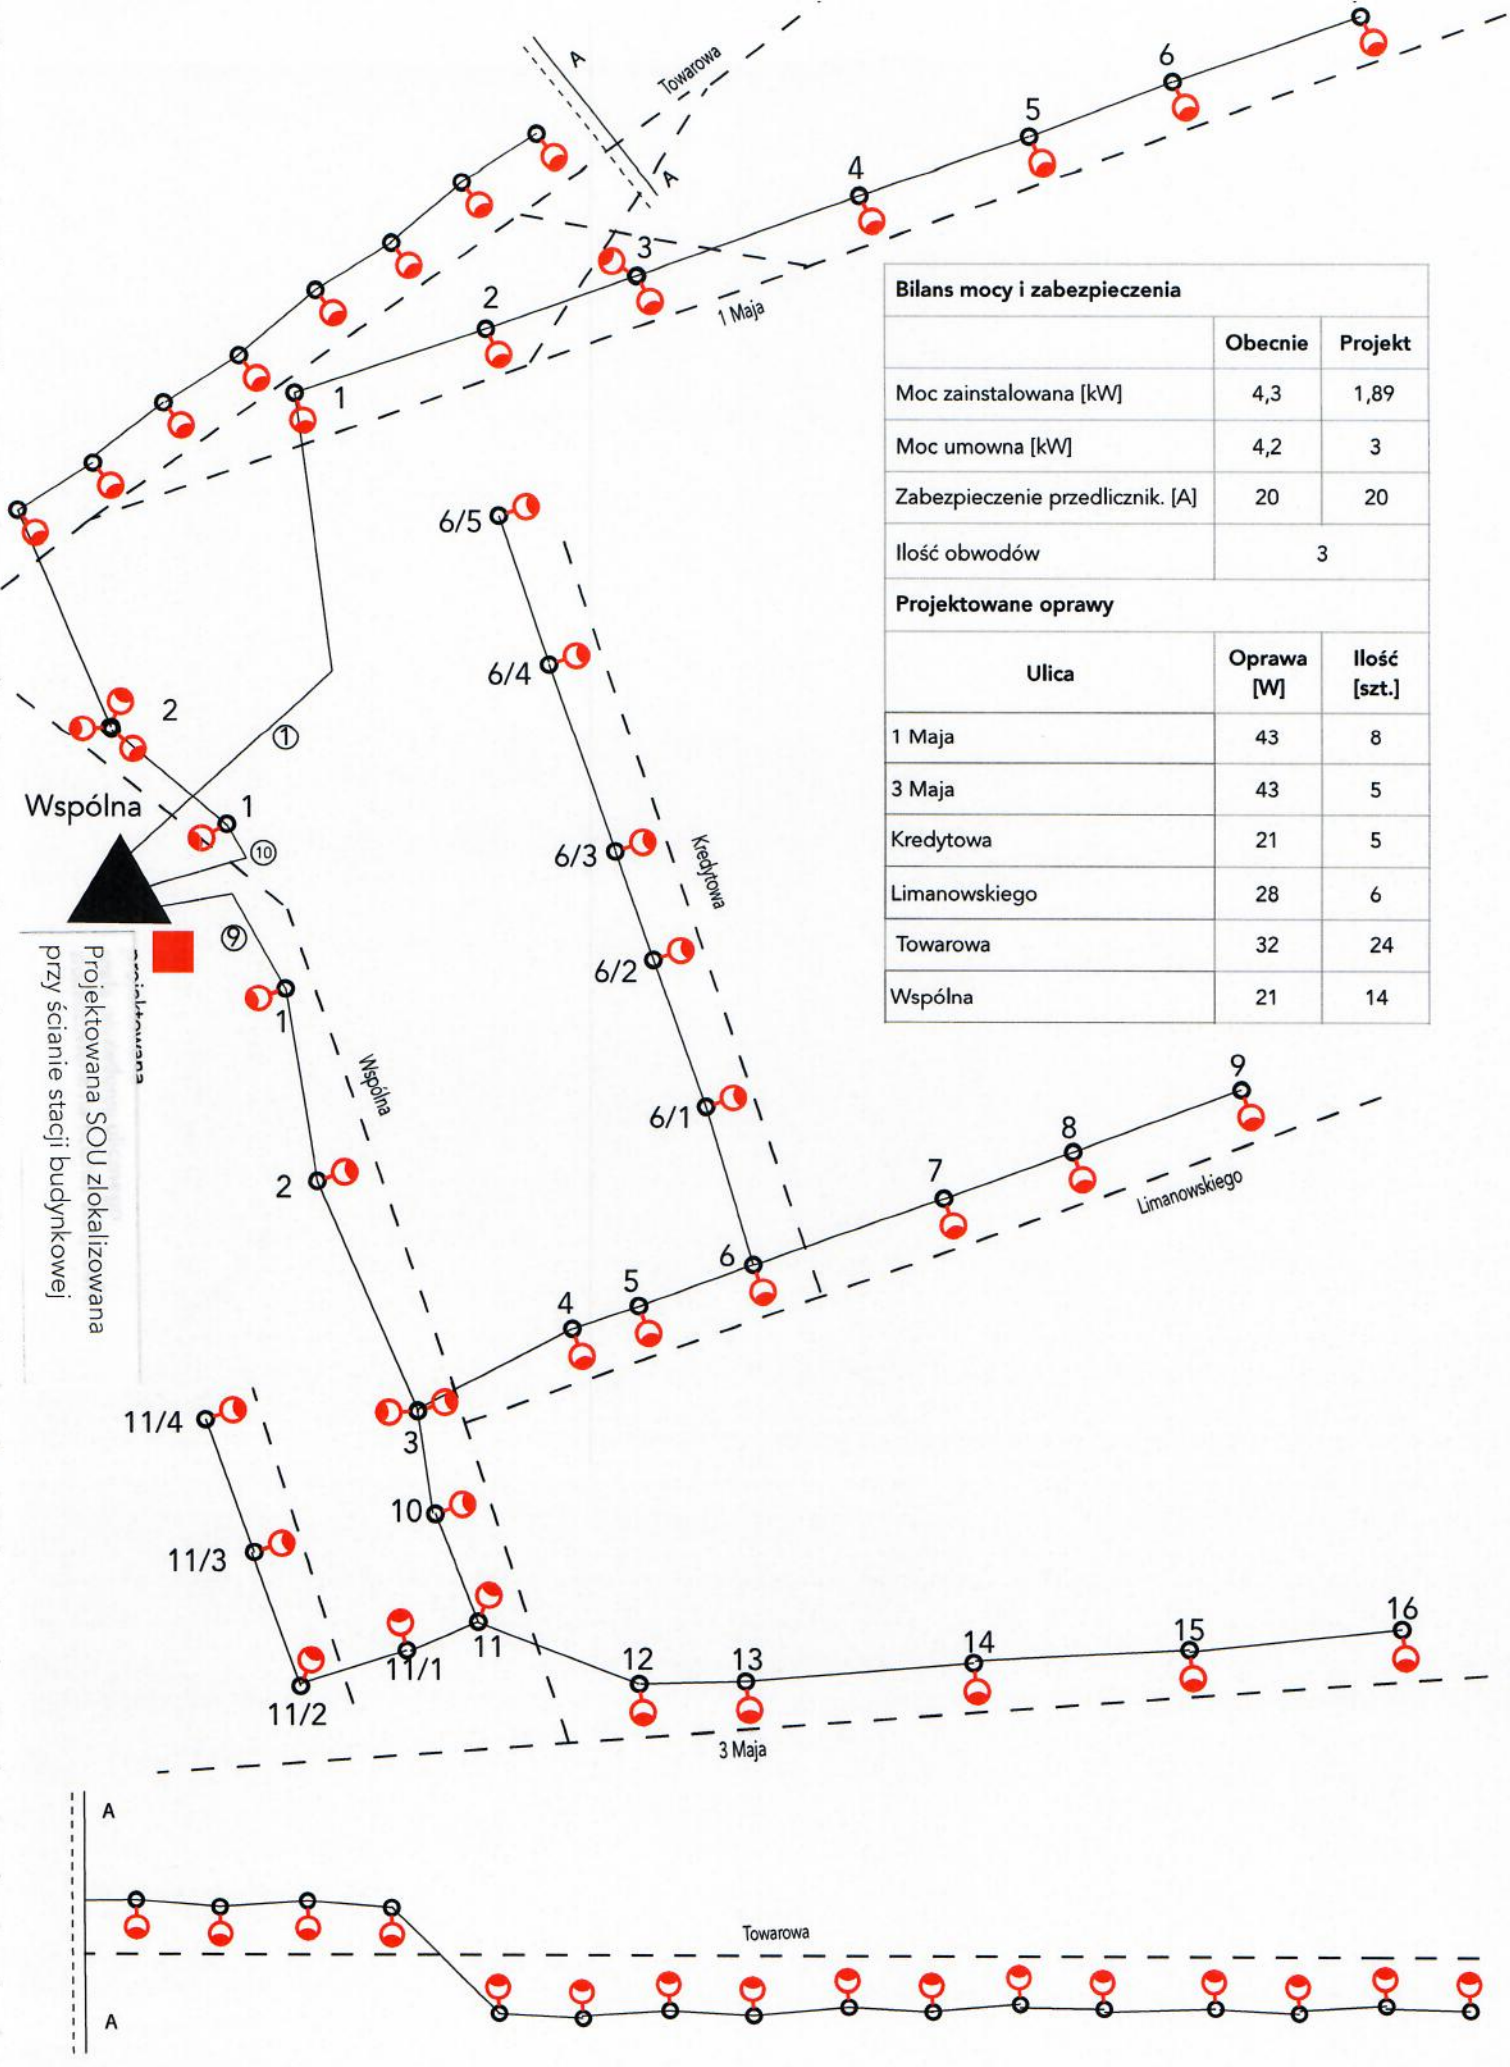 A
Towarowa
6
5
4
A
3
2
1 Maja
1
Bilans mocy i zabezpieczenia
Obecnie Projekt
Moc zainstalowana [kW] 4,3 1,89
Moc umowna [kW] 4,2 3
Zabezpieczenie przedlicznik. [A] 20 20
Ilość obwodów 3
Projektowane oprawy
Ulica Oprawa [W] Ilość [szt.]
1 Maja 43 8
3 Maja 43 5
Kredytowa 21 5
Limanowskiego 28 6
Towarowa 32 24
Wspólna 21 14
6/5
6/4
2
1
Wspólna
1
10
6/3
Kredytowa
9
6/2
1
Projektowana SOU zlokalizowana
przy ścianie stacji budynkowej
Wspólna
6/1
9
8
7
Limanowskiego
2
6
5
4
3
11/4
10
11/3
11
11/1
11/2
12
13
14
15
16
3 Maja
A
Towarowa
A